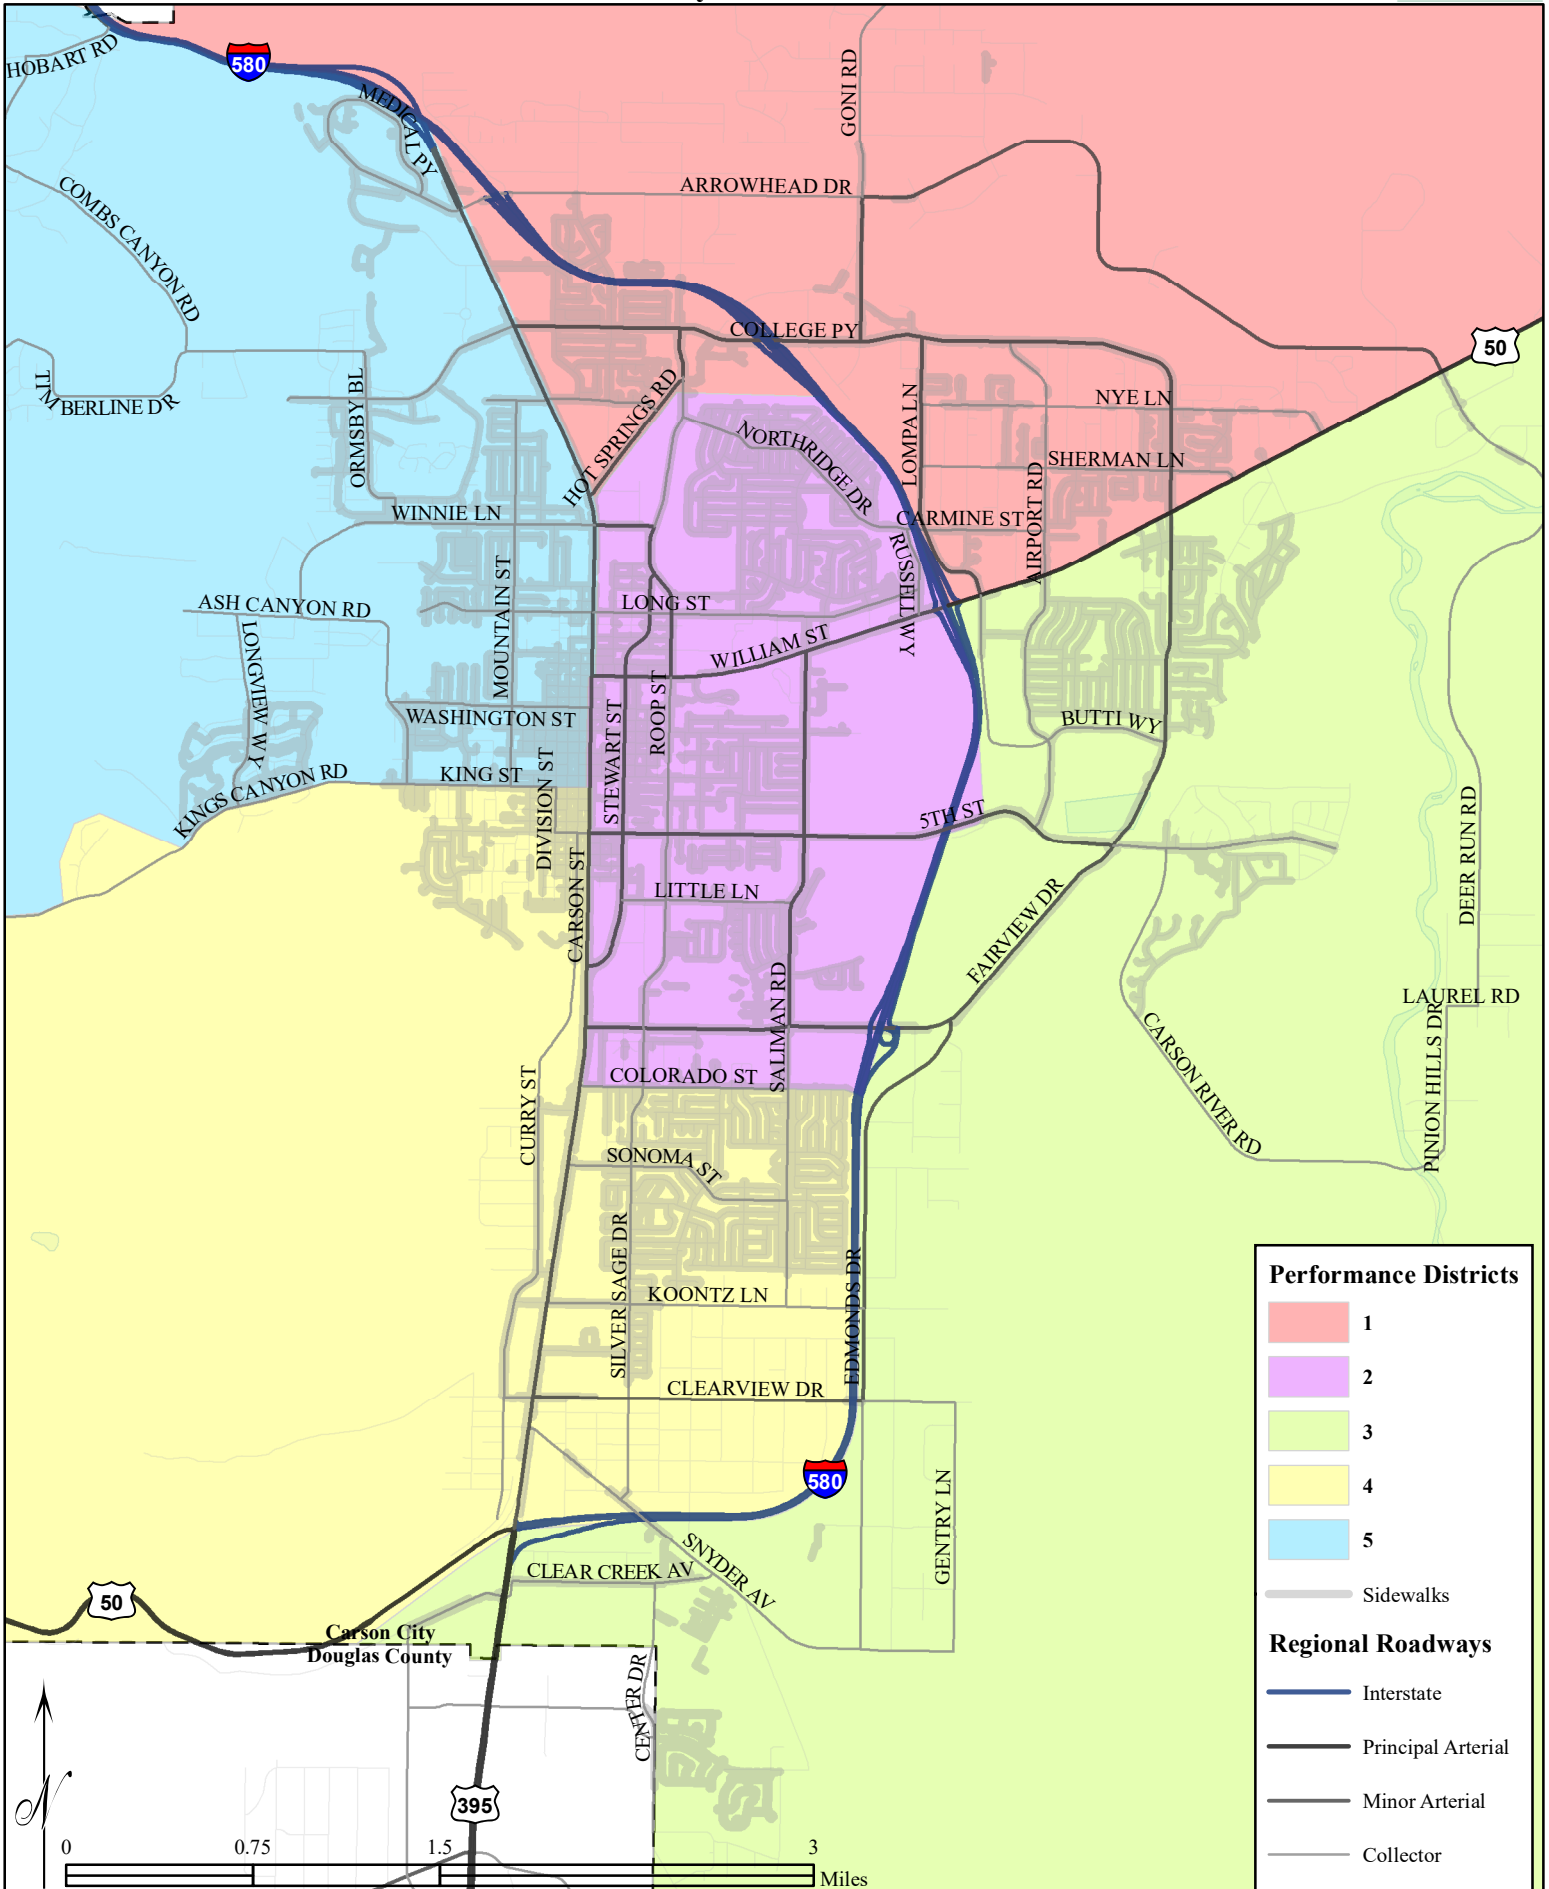 HOBART RD
580
MEDICAL PY
GONI RD
ARROWHEAD DR
COMBS CANYON RD
COLLEGE PY
50
TIMBERLINE DR
ORMSBY BL
HOT SPRINGS RD
LOMPA LN
NYE LN
NORTHRIDGE DR
SHERMAN LN
WINNIE LN
CARMINE ST
AIRPORT RD
RUSSELL WY
MOUNTAIN ST
ASH CANYON RD
LONG ST
LONGVIEW WY
WILLIAM ST
WASHINGTON ST
ROOP ST
BUTTI WY
STEWART ST
KINGS CANYON RD
KING ST
DIVISION ST
5TH ST
DEER RUN RD
CARSON ST
LITTLE LN
FAIRVIEW DR
SALIMAN RD
LAUREL RD
CURRY ST
COLORADO ST
CARSON RIVER RD
PINION HILLS DR
SONOMA ST
SILVER SAGE DR
EDMONDS DR
KOONTZ LN
CLEARVIEW DR
580
GENTRY LN
SNYDER AV
CLEAR CREEK AV
50
Carson City
Douglas County
CENTER DR
395
N
0 0.75 1.5 3
Miles
Performance Districts
1
2
3
4
5
Sidewalks
Regional Roadways
Interstate
Principal Arterial
Minor Arterial
Collector